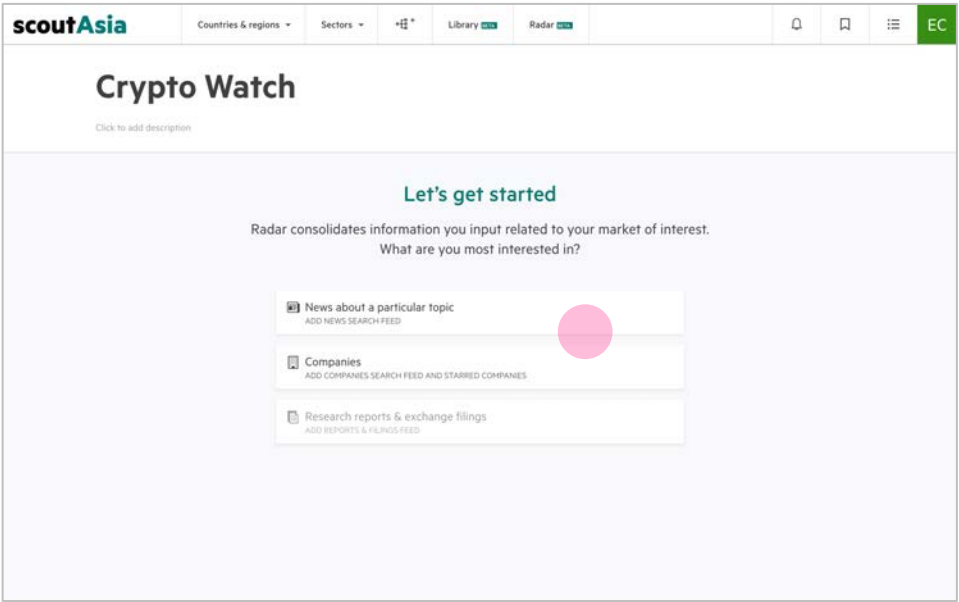 scoutAsia
Countries & regions
Sectors
Library BETA
Radar BETA
EC
Crypto Watch
Click to add description
Let's get started
Radar consolidates information you input related to your market of interest.
What are you most interested in?
News about a particular topic
ADD NEWS SEARCH FEED
Companies
ADD COMPANIES SEARCH FEED AND STARRED COMPANIES
Research reports & exchange filings
ADD REPORTS & FILINGS FEED